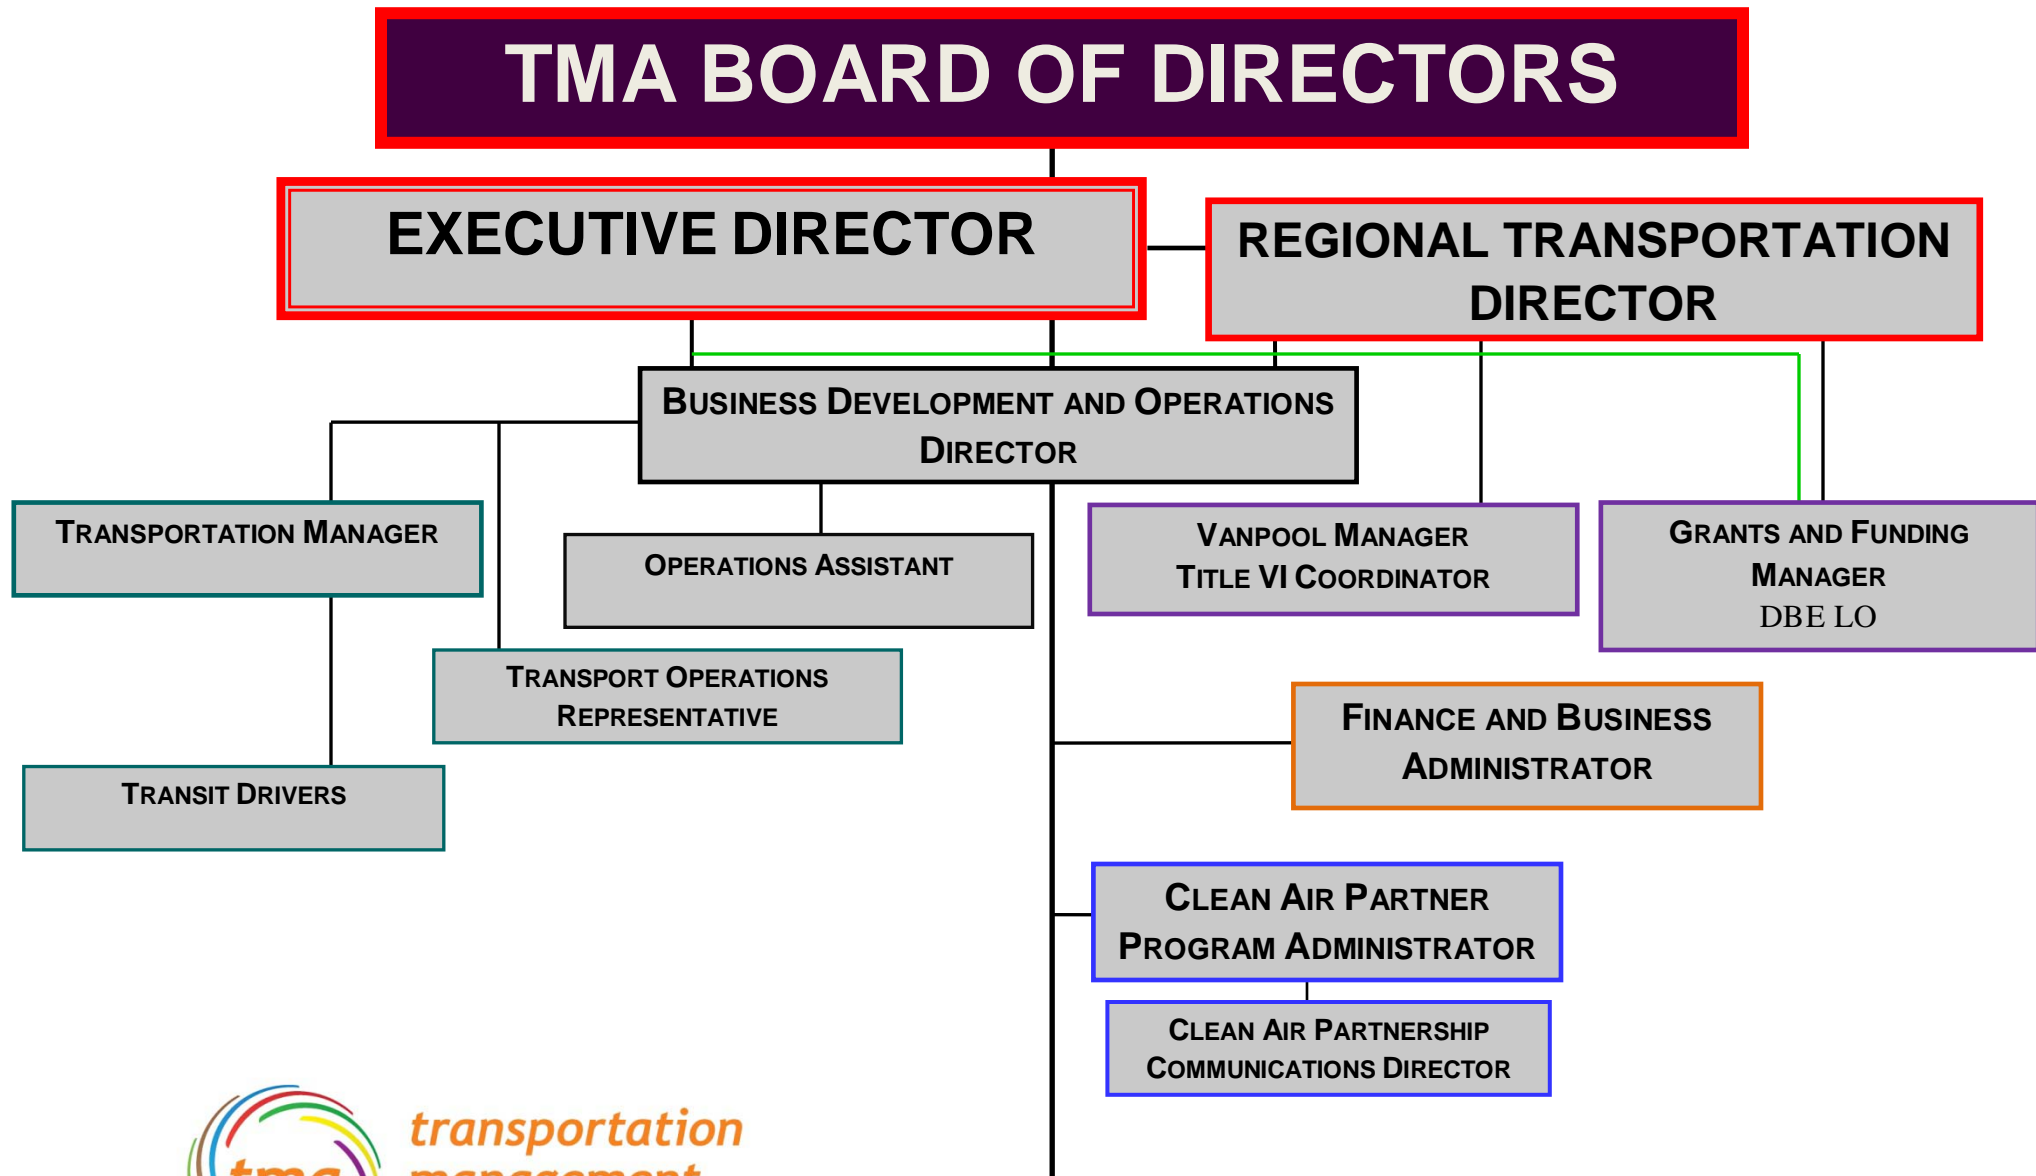 TMA BOARD OF DIRECTORS
EXECUTIVE DIRECTOR
REGIONAL TRANSPORTATION
DIRECTOR
BUSINESS DEVELOPMENT AND OPERATIONS
DIRECTOR
TRANSPORTATION MANAGER
OPERATIONS ASSISTANT
VANPOOL MANAGER
TITLE VI COORDINATOR
GRANTS AND FUNDING
MANAGER
DBE LO
TRANSPORT OPERATIONS
REPRESENTATIVE
FINANCE AND BUSINESS
ADMINISTRATOR
TRANSIT DRIVERS
CLEAN AIR PARTNER
PROGRAM ADMINISTRATOR
CLEAN AIR PARTNERSHIP
COMMUNICATIONS DIRECTOR
transportation
management
tma